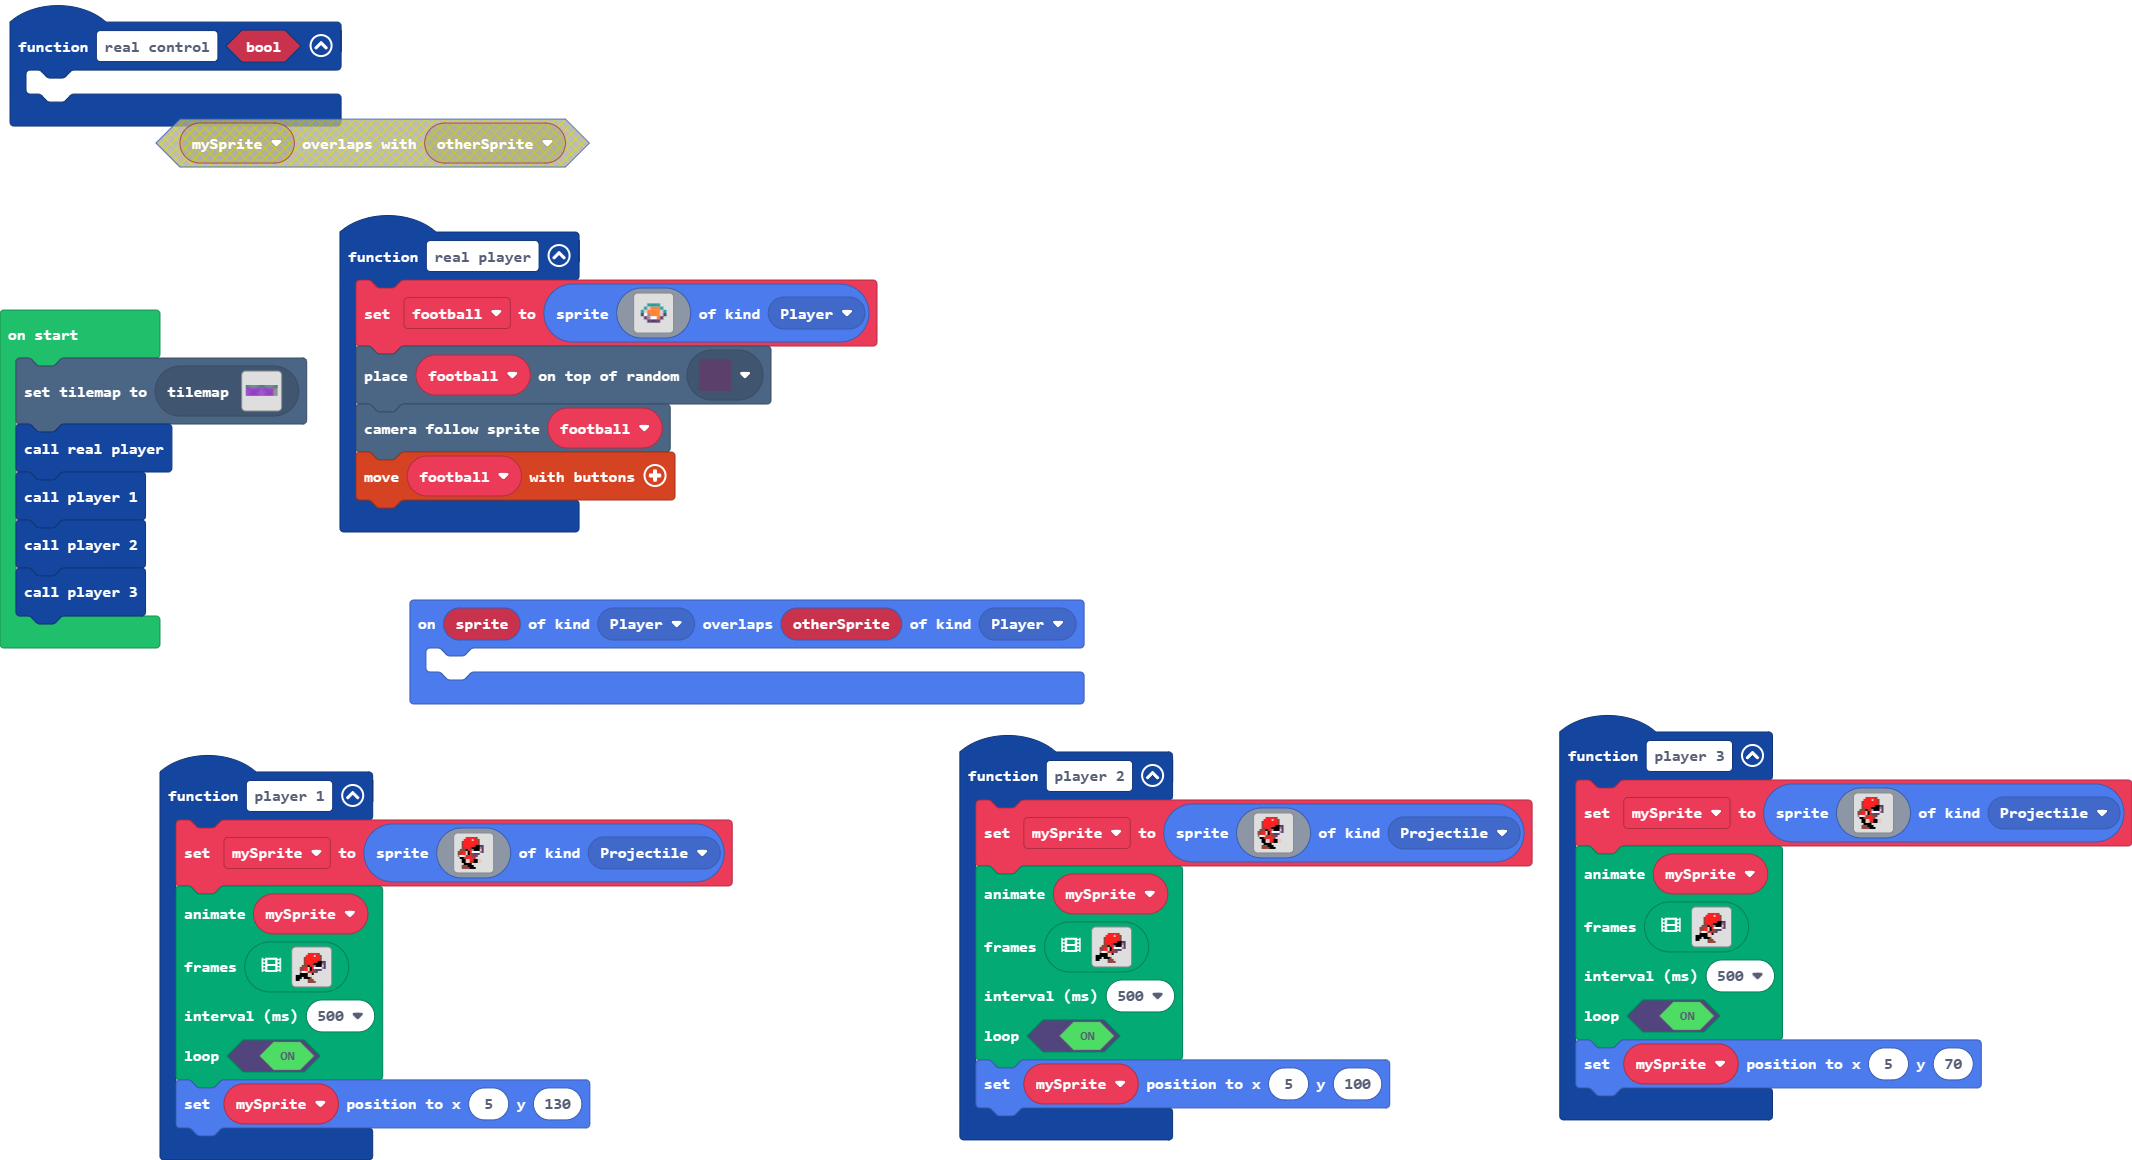 function real control bool
mySprite overlaps with otherSprite
function real player
set football to sprite of kind Player
place football on top of random
camera follow sprite football
move football with buttons
on start
set tilemap to tilemap
call real player
call player 1
call player 2
call player 3
on sprite of kind Player overlaps otherSprite of kind Player
function player 1
set mySprite to sprite of kind Projectile
animate mySprite
frames
interval (ms) 500
loop ON
set mySprite position to x 5 y 130
function player 2
set mySprite to sprite of kind Projectile
animate mySprite
frames
interval (ms) 500
loop ON
set mySprite position to x 5 y 100
function player 3
set mySprite to sprite of kind Projectile
animate mySprite
frames
interval (ms) 500
loop ON
set mySprite position to x 5 y 70